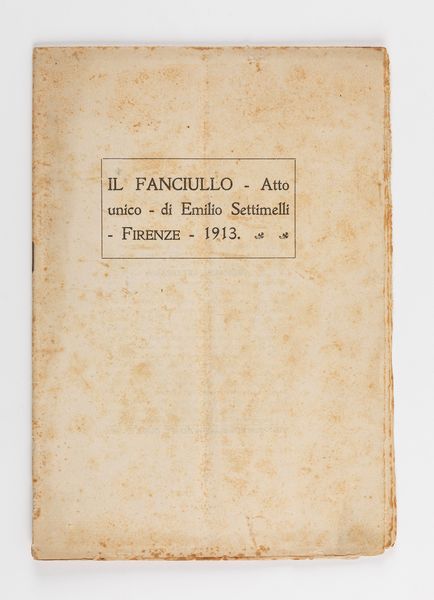 IL FANCIULLO - Atto
unico - di Emilio Settimelli
- FIRENZE - 1913.